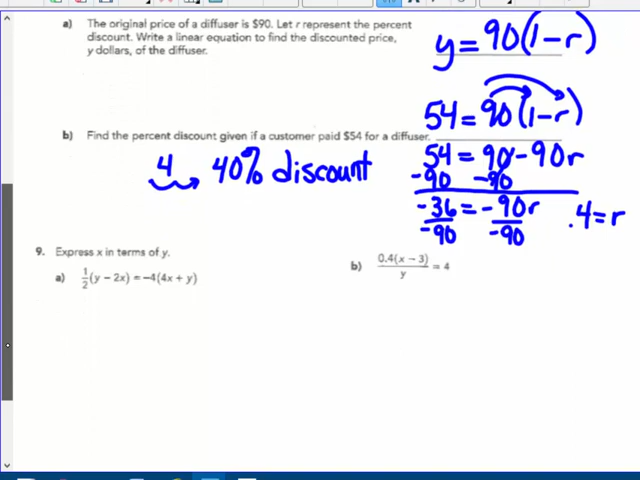 a) The original price of a diffuser is $90. Let r represent the percent
discount. Write a linear equation to find the discounted price,
y dollars, of the diffuser.
y = 90(1-r)
54 = 90(1-r)
b) Find the percent discount given if a customer paid $54 for a diffuser.
54 = 90 - 90r
.4 40% discount
-90 -90
-36 = -90r
-90 -90
.4 = r
9. Express x in terms of y.
a) 1/2(y − 2x) = −4(4x + y)
b) 0.4(x − 3)/y = 4